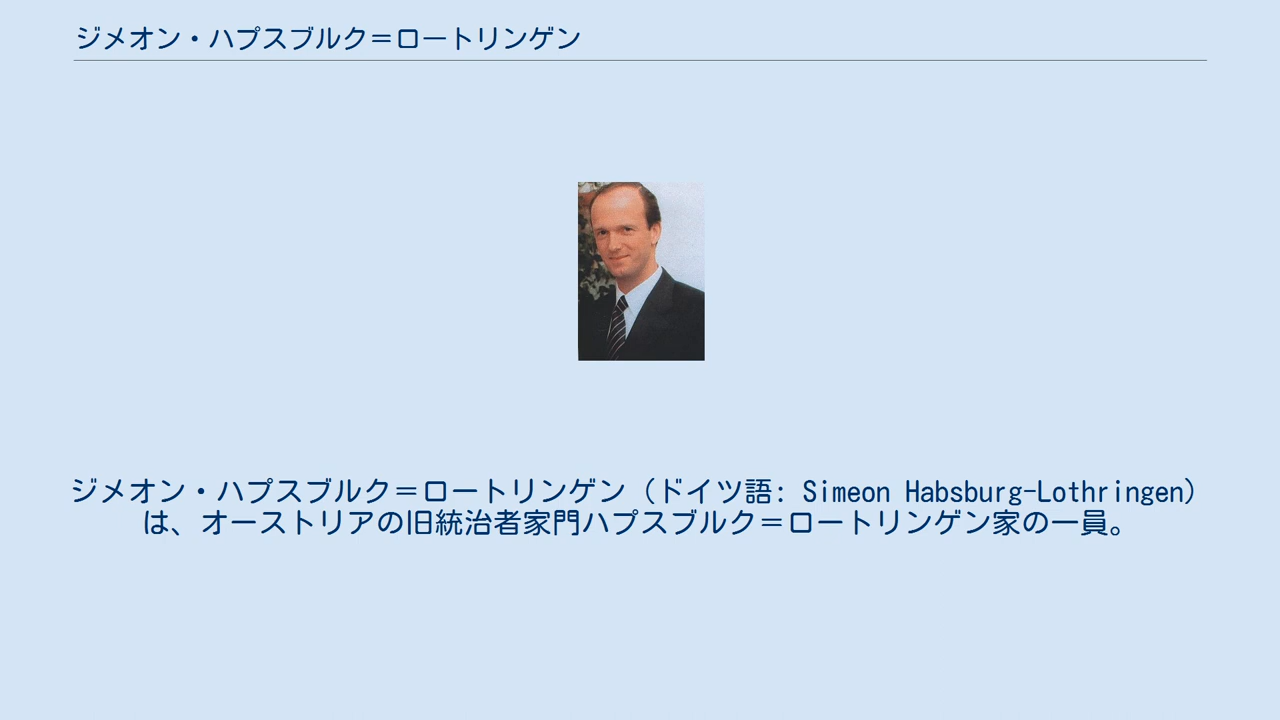 ジメオン・ハプスブルク＝ロートリンゲン
ジメオン・ハプスブルク＝ロートリンゲン（ドイツ語: Simeon Habsburg-Lothringen）
は、オーストリアの旧統治者家門ハプスブルク＝ロートリンゲン家の一員。